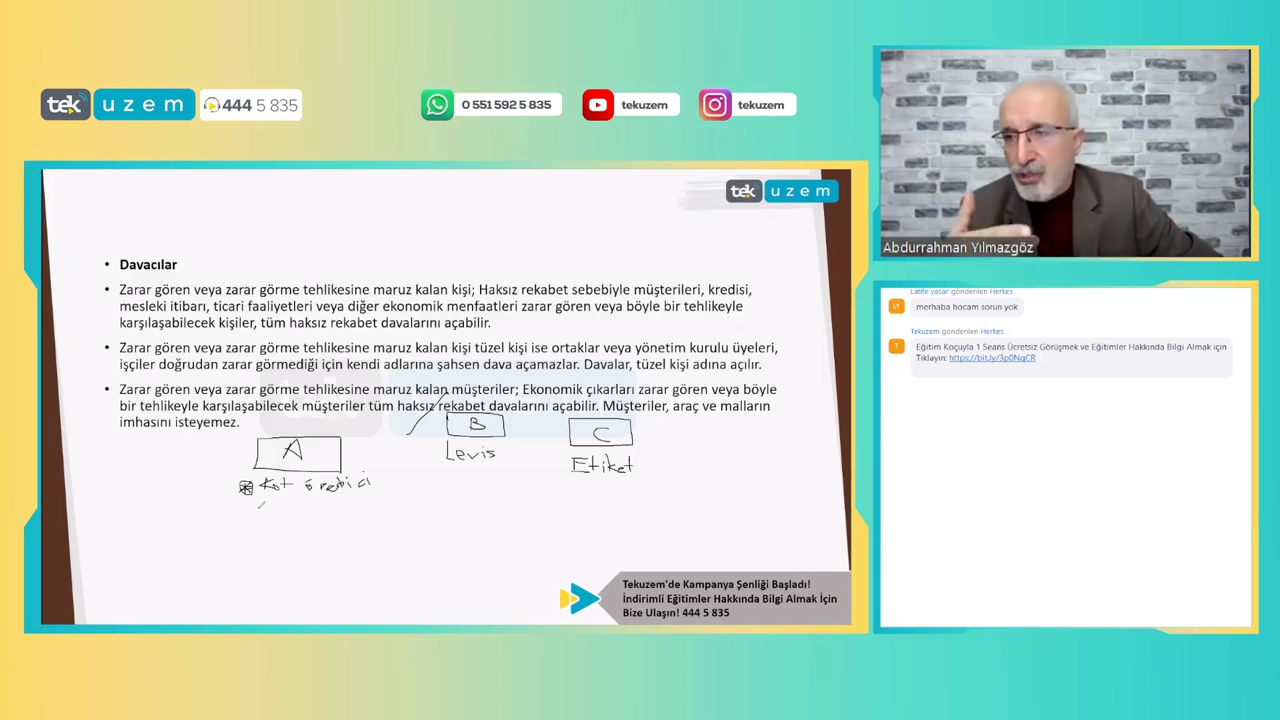 tek uzem 444 5 835
0 551 592 5 835
tekuzem
tekuzem
tek uzem
• Davacılar
• Zarar gören veya zarar görme tehlikesine maruz kalan kişi; Haksız rekabet sebebiyle müşterileri, kredisi,
mesleki itibarı, ticari faaliyetleri veya diğer ekonomik menfaatleri zarar gören veya böyle bir tehlikeyle
karşılaşabilecek kişiler, tüm haksız rekabet davalarını açabilir.
• Zarar gören veya zarar görme tehlikesine maruz kalan kişi tüzel kişi ise ortaklar veya yönetim kurulu üyeleri,
işçiler doğrudan zarar görmediği için kendi adlarına şahsen dava açamazlar. Davalar, tüzel kişi adına açılır.
• Zarar gören veya zarar görme tehlikesine maruz kalan müşteriler; Ekonomik çıkarları zarar gören veya böyle
bir tehlikeyle karşılaşabilecek müşteriler tüm haksız rekabet davalarını açabilir. Müşteriler, araç ve malların
imhasını isteyemez.
A B C
Levis Etiket
Kot üretici
Tekuzem'de Kampanya Şenliği Başladı!
İndirimli Eğitimler Hakkında Bilgi Almak İçin
Bize Ulaşın! 444 5 835
Abdurrahman Yılmazgöz
Latife yasar gönderilen Herkes
LY merhaba hocam sorun yok
Tekuzem gönderilen Herkes
T Eğitim Koçuyla 1 Seans Ücretsiz Görüşmek ve Eğitimler Hakkında Bilgi Almak için
Tıklayın: https://bit.ly/3p0NqCR